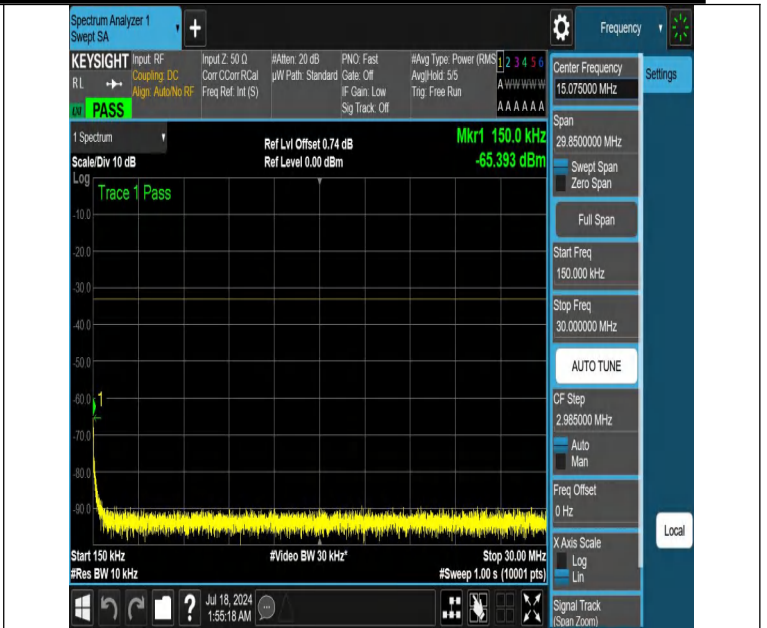 Spectrum Analyzer 1
Swept SA
+
Frequency
KEYSIGHT
RL
LXI
PASS
Input: RF
Coupling: DC
Align: Auto/No RF
Input Z: 50 Ω
Corr CCorr RCal
Freq Ref: Int (S)
#Atten: 20 dB
µW Path: Standard
PNO: Fast
Gate: Off
IF Gain: Low
Sig Track: Off
#Avg Type: Power (RMS
Avg|Hold: 5/5
Trig: Free Run
1 2 3 4 5 6
A W W W W W
A A A A A A
1 Spectrum
Scale/Div 10 dB
Log
Ref Lvl Offset 0.74 dB
Ref Level 0.00 dBm
Mkr1 150.0 kHz
-65.393 dBm
Trace 1 Pass
-10.0
-20.0
-30.0
-40.0
-50.0
-60.0
1
-70.0
-80.0
-90.0
Start 150 kHz
#Res BW 10 kHz
#Video BW 30 kHz*
Stop 30.00 MHz
#Sweep 1.00 s (10001 pts)
?
Jul 18, 2024
1:55:18 AM
Center Frequency
15.075000 MHz
Settings
Span
29.8500000 MHz
Swept Span
Zero Span
Full Span
Start Freq
150.000 kHz
Stop Freq
30.000000 MHz
AUTO TUNE
CF Step
2.985000 MHz
Auto
Man
Freq Offset
0 Hz
X Axis Scale
Log
Lin
Local
Signal Track
(Span Zoom)